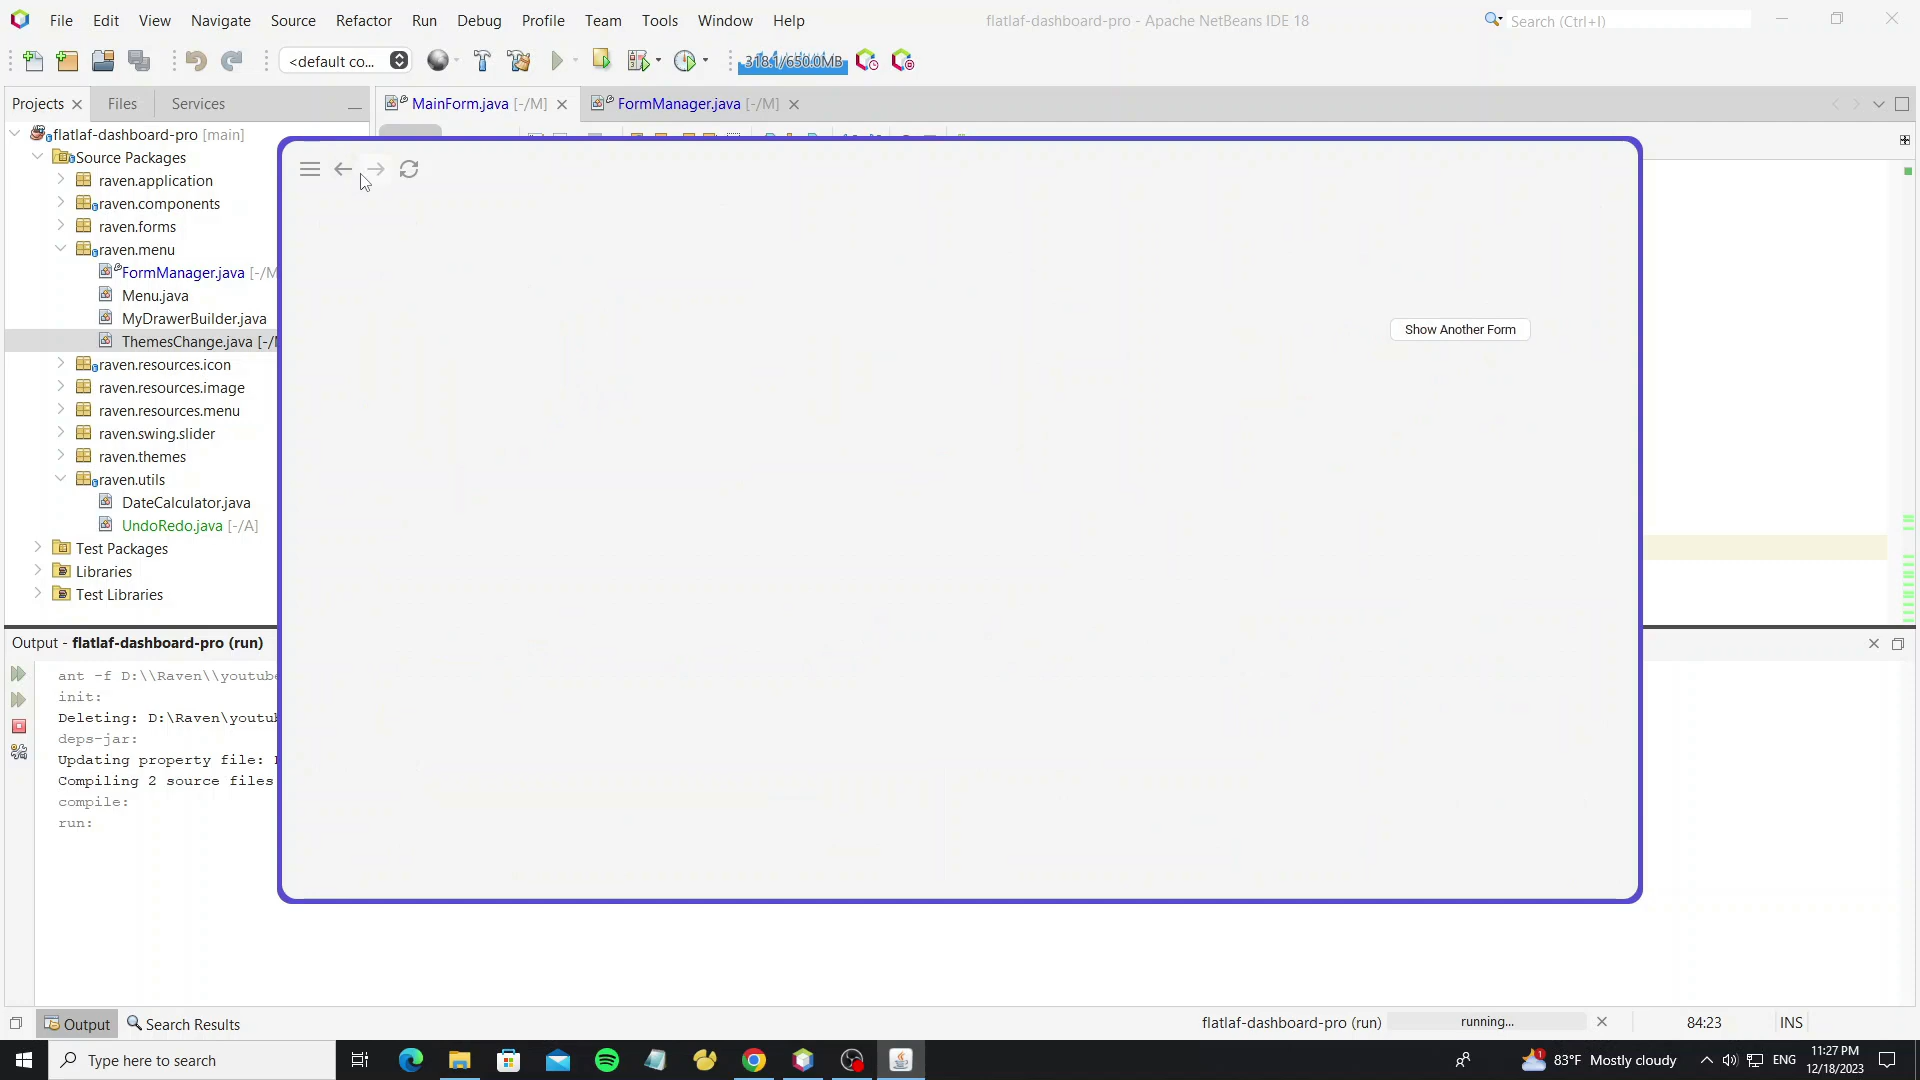 File Edit View Navigate Source Refactor Run Debug Profile Team Tools Window Help
flatlaf-dashboard-pro - Apache NetBeans IDE 18
Search (Ctrl+I)
<default co...
318.1/650.0MB
Projects Files Services
MainForm.java [-/M]
FormManager.java [-/M]
flatlaf-dashboard-pro [main]
Source Packages
raven.application
raven.components
raven.forms
raven.menu
FormManager.java [-/M
Menu.java
MyDrawerBuilder.java
ThemesChange.java [-/
raven.resources.icon
raven.resources.image
raven.resources.menu
raven.swing.slider
raven.themes
raven.utils
DateCalculator.java
UndoRedo.java [-/A]
Test Packages
Libraries
Test Libraries
Show Another Form
Output - flatlaf-dashboard-pro (run)
ant -f D:\\Raven\\youtube
init:
Deleting: D:\Raven\youtu
deps-jar:
Updating property file:
Compiling 2 source files
compile:
run:
Output Search Results
flatlaf-dashboard-pro (run)
running...
84:23
INS
Type here to search
83°F Mostly cloudy
ENG
11:27 PM
12/18/2023